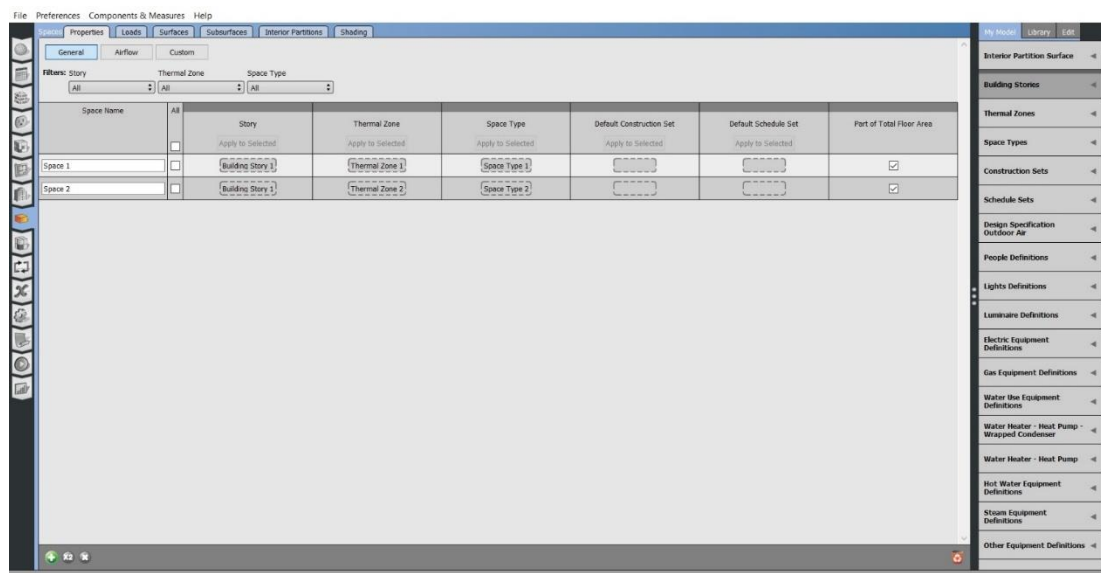 File Preferences Components & Measures Help
Spaces Properties Loads Surfaces Subsurfaces Interior Partitions Shading
My Model Library Edit
General Airflow Custom
Filters: Story Thermal Zone Space Type
All All All
Space Name All Story Thermal Zone Space Type Default Construction Set Default Schedule Set Part of Total Floor Area
Apply to Selected Apply to Selected Apply to Selected Apply to Selected Apply to Selected
Space 1 Building Story 1 Thermal Zone 1 Space Type 1
Space 2 Building Story 1 Thermal Zone 2 Space Type 2
Interior Partition Surface
Building Stories
Thermal Zones
Space Types
Construction Sets
Schedule Sets
Design Specification
Outdoor Air
People Definitions
Lights Definitions
Luminaire Definitions
Electric Equipment
Definitions
Gas Equipment Definitions
Water Use Equipment
Definitions
Water Heater - Heat Pump -
Wrapped Condenser
Water Heater - Heat Pump
Hot Water Equipment
Definitions
Steam Equipment
Definitions
Other Equipment Definitions